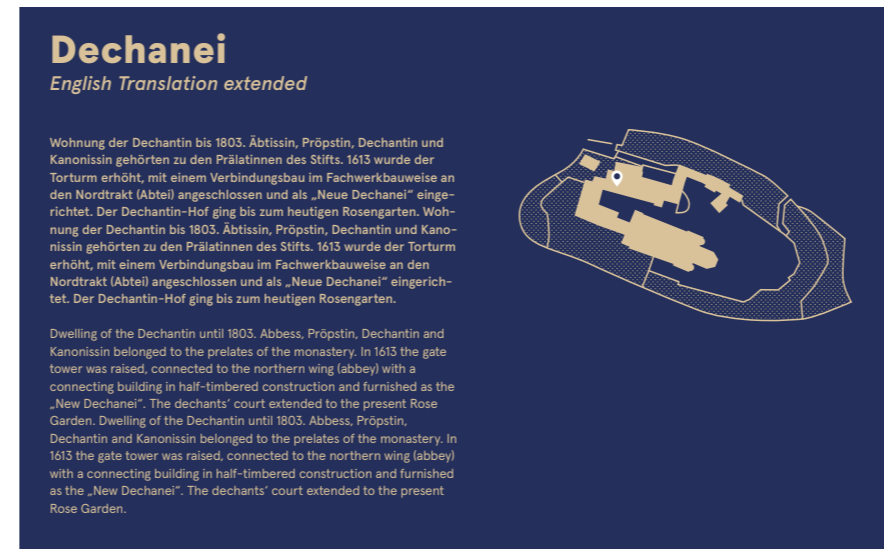 Dechanei
English Translation extended
Wohnung der Dechantin bis 1803. Äbtissin, Pröpstin, Dechantin und
Kanonissin gehörten zu den Prälatinnen des Stifts. 1613 wurde der
Torturm erhöht, mit einem Verbindungsbau im Fachwerkbauweise an
den Nordtrakt (Abtei) angeschlossen und als „Neue Dechanei“ einge-
richtet. Der Dechantin-Hof ging bis zum heutigen Rosengarten. Woh-
nung der Dechantin bis 1803. Äbtissin, Pröpstin, Dechantin und Kano-
nissin gehörten zu den Prälatinnen des Stifts. 1613 wurde der Torturm
erhöht, mit einem Verbindungsbau im Fachwerkbauweise an den
Nordtrakt (Abtei) angeschlossen und als „Neue Dechanei“ eingerich-
tet. Der Dechantin-Hof ging bis zum heutigen Rosengarten.
Dwelling of the Dechantin until 1803. Abbess, Pröpstin, Dechantin and
Kanonissin belonged to the prelates of the monastery. In 1613 the gate
tower was raised, connected to the northern wing (abbey) with a
connecting building in half-timbered construction and furnished as the
„New Dechanei“. The dechants’ court extended to the present Rose
Garden. Dwelling of the Dechantin until 1803. Abbess, Pröpstin,
Dechantin and Kanonissin belonged to the prelates of the monastery. In
1613 the gate tower was raised, connected to the northern wing (abbey)
with a connecting building in half-timbered construction and furnished
as the „New Dechanei“. The dechants’ court extended to the present
Rose Garden.